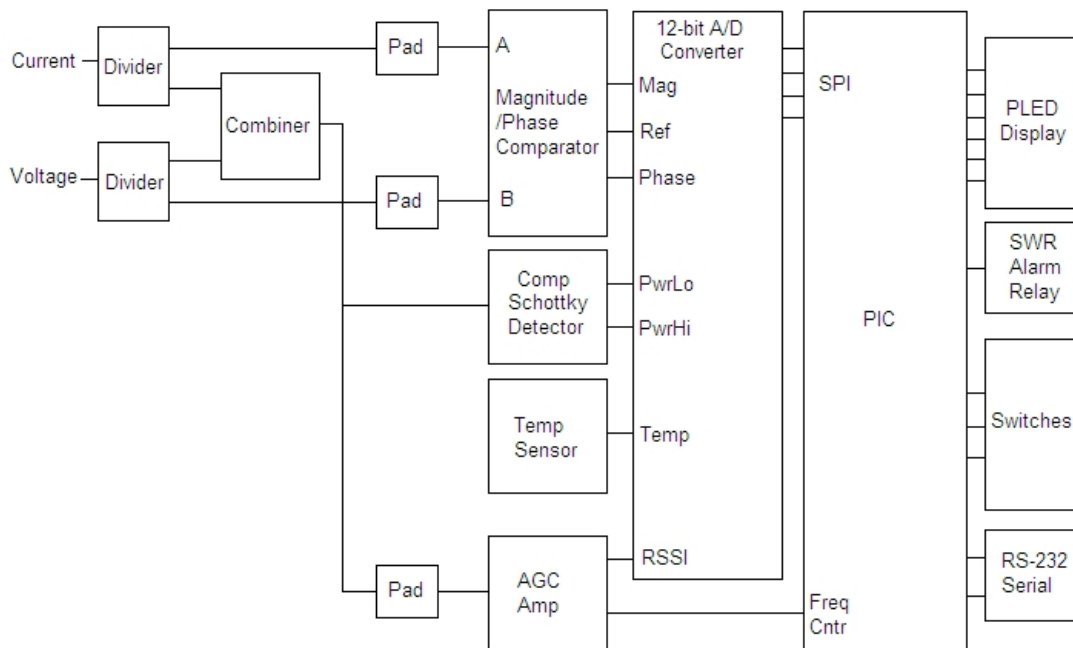 Current
Divider
Voltage
Divider
Combiner
Pad
Pad
A
Magnitude
/Phase
Comparator
B
Comp
Schottky
Detector
Temp
Sensor
Pad
AGC
Amp
12-bit A/D
Converter
Mag
Ref
Phase
PwrLo
PwrHi
Temp
RSSI
SPI
PIC
Freq
Cntr
PLED
Display
SWR
Alarm
Relay
Switches
RS-232
Serial